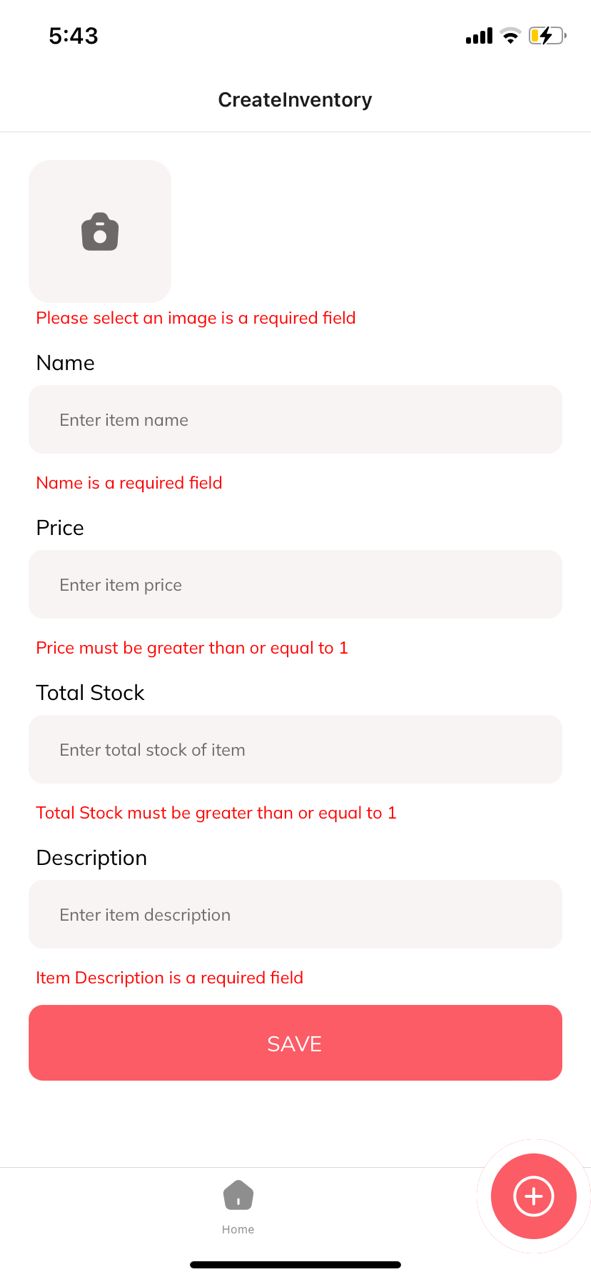 5:43
CreateInventory
Please select an image is a required field
Name
Enter item name
Name is a required field
Price
Enter item price
Price must be greater than or equal to 1
Total Stock
Enter total stock of item
Total Stock must be greater than or equal to 1
Description
Enter item description
Item Description is a required field
SAVE
Home